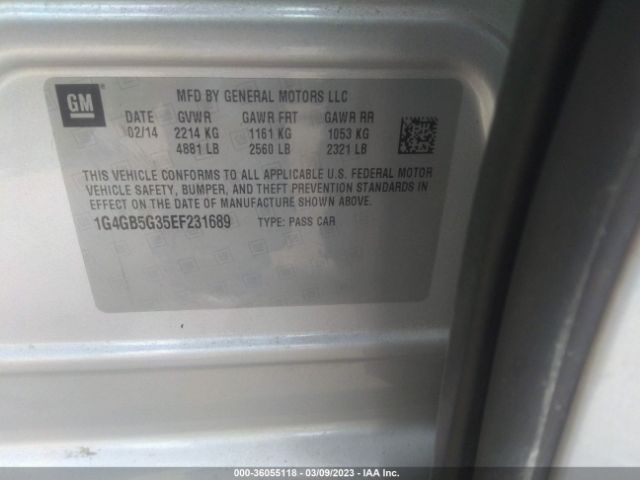 GM
MFD BY GENERAL MOTORS LLC
DATE GVWR GAWR FRT GAWR RR
02/14 2214 KG 1161 KG 1053 KG
4881 LB 2560 LB 2321 LB
THIS VEHICLE CONFORMS TO ALL APPLICABLE U.S. FEDERAL MOTOR
VEHICLE SAFETY, BUMPER, AND THEFT PREVENTION STANDARDS IN
EFFECT ON THE DATE OF MANUFACTURE SHOWN ABOVE.
1G4GB5G35EF231689 TYPE: PASS CAR
000-36055118 - 03/09/2023 - IAA Inc.